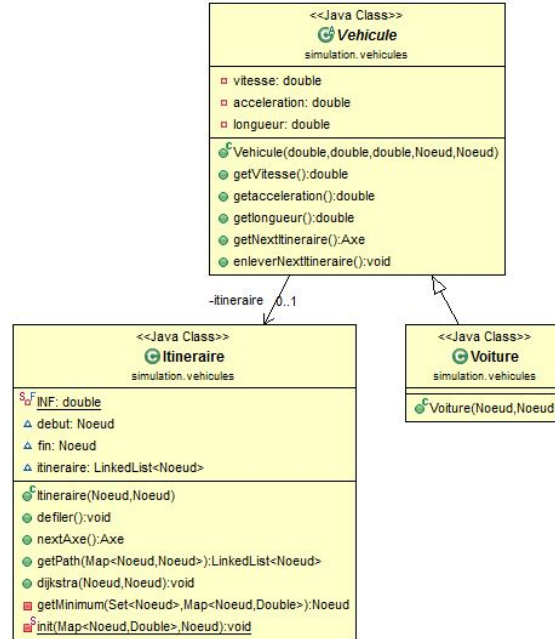 <<Java Class>>
Vehicule
simulation.vehicules
vitesse: double
acceleration: double
longueur: double
Vehicule(double,double,double,Noeud,Noeud)
getVitesse():double
getacceleration():double
getlongueur():double
getNextItineraire():Axe
enleverNextItineraire():void
-itineraire 0..1
<<Java Class>>
Itineraire
simulation.vehicules
INF: double
debut: Noeud
fin: Noeud
itineraire: LinkedList<Noeud>
Itineraire(Noeud,Noeud)
defiler():void
nextAxe():Axe
getPath(Map<Noeud,Noeud>):LinkedList<Noeud>
dijkstra(Noeud,Noeud):void
getMinimum(Set<Noeud>,Map<Noeud,Double>):Noeud
init(Map<Noeud,Double>,Noeud):void
<<Java Class>>
Voiture
simulation.vehicules
Voiture(Noeud,Noeud